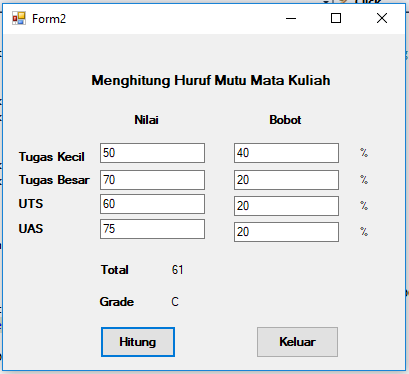 Form2
Menghitung Huruf Mutu Mata Kuliah
Nilai Bobot
Tugas Kecil 50 40 %
Tugas Besar 70 20 %
UTS 60 20 %
UAS 75 20 %
Total 61
Grade C
Hitung Keluar